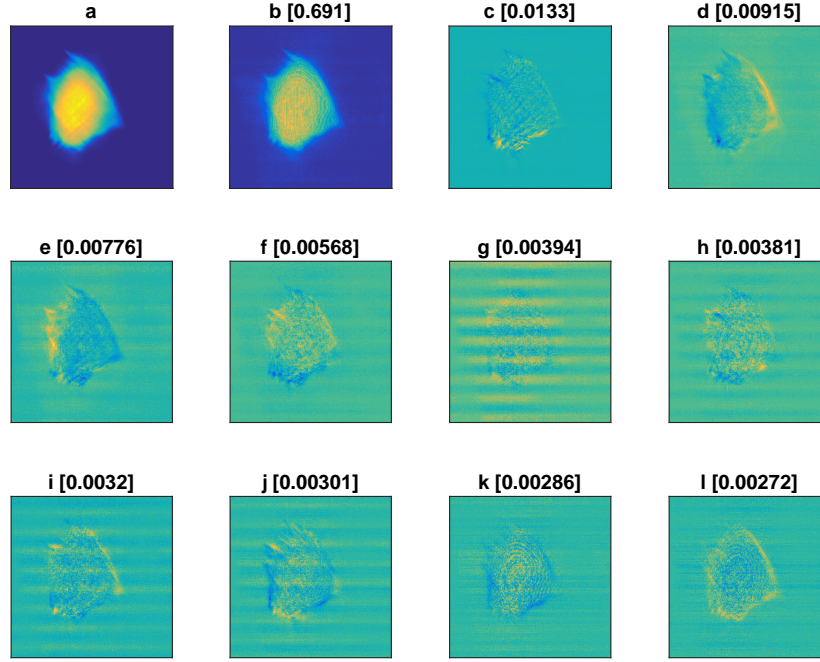 a
b [0.691]
c [0.0133]
d [0.00915]
e [0.00776]
f [0.00568]
g [0.00394]
h [0.00381]
i [0.0032]
j [0.00301]
k [0.00286]
l [0.00272]